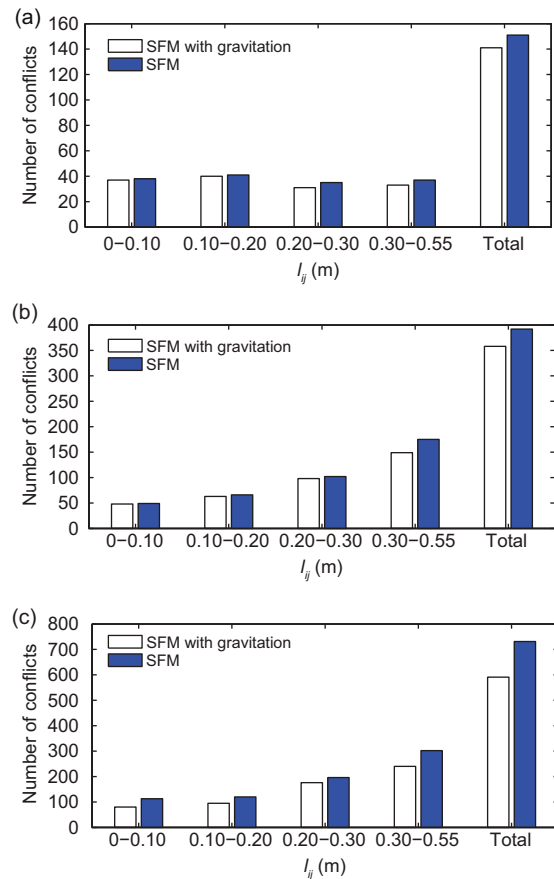 (a)
160
140
120
100
80
60
40
20
0
Number of conflicts
SFM with gravitation
SFM
0−0.10 0.10−0.20 0.20−0.30 0.30−0.55 Total
lij (m)
(b)
400
350
300
250
200
150
100
50
0
Number of conflicts
SFM with gravitation
SFM
0−0.10 0.10−0.20 0.20−0.30 0.30−0.55 Total
lij (m)
(c)
800
700
600
500
400
300
200
100
0
Number of conflicts
SFM with gravitation
SFM
0−0.10 0.10−0.20 0.20−0.30 0.30−0.55 Total
lij (m)